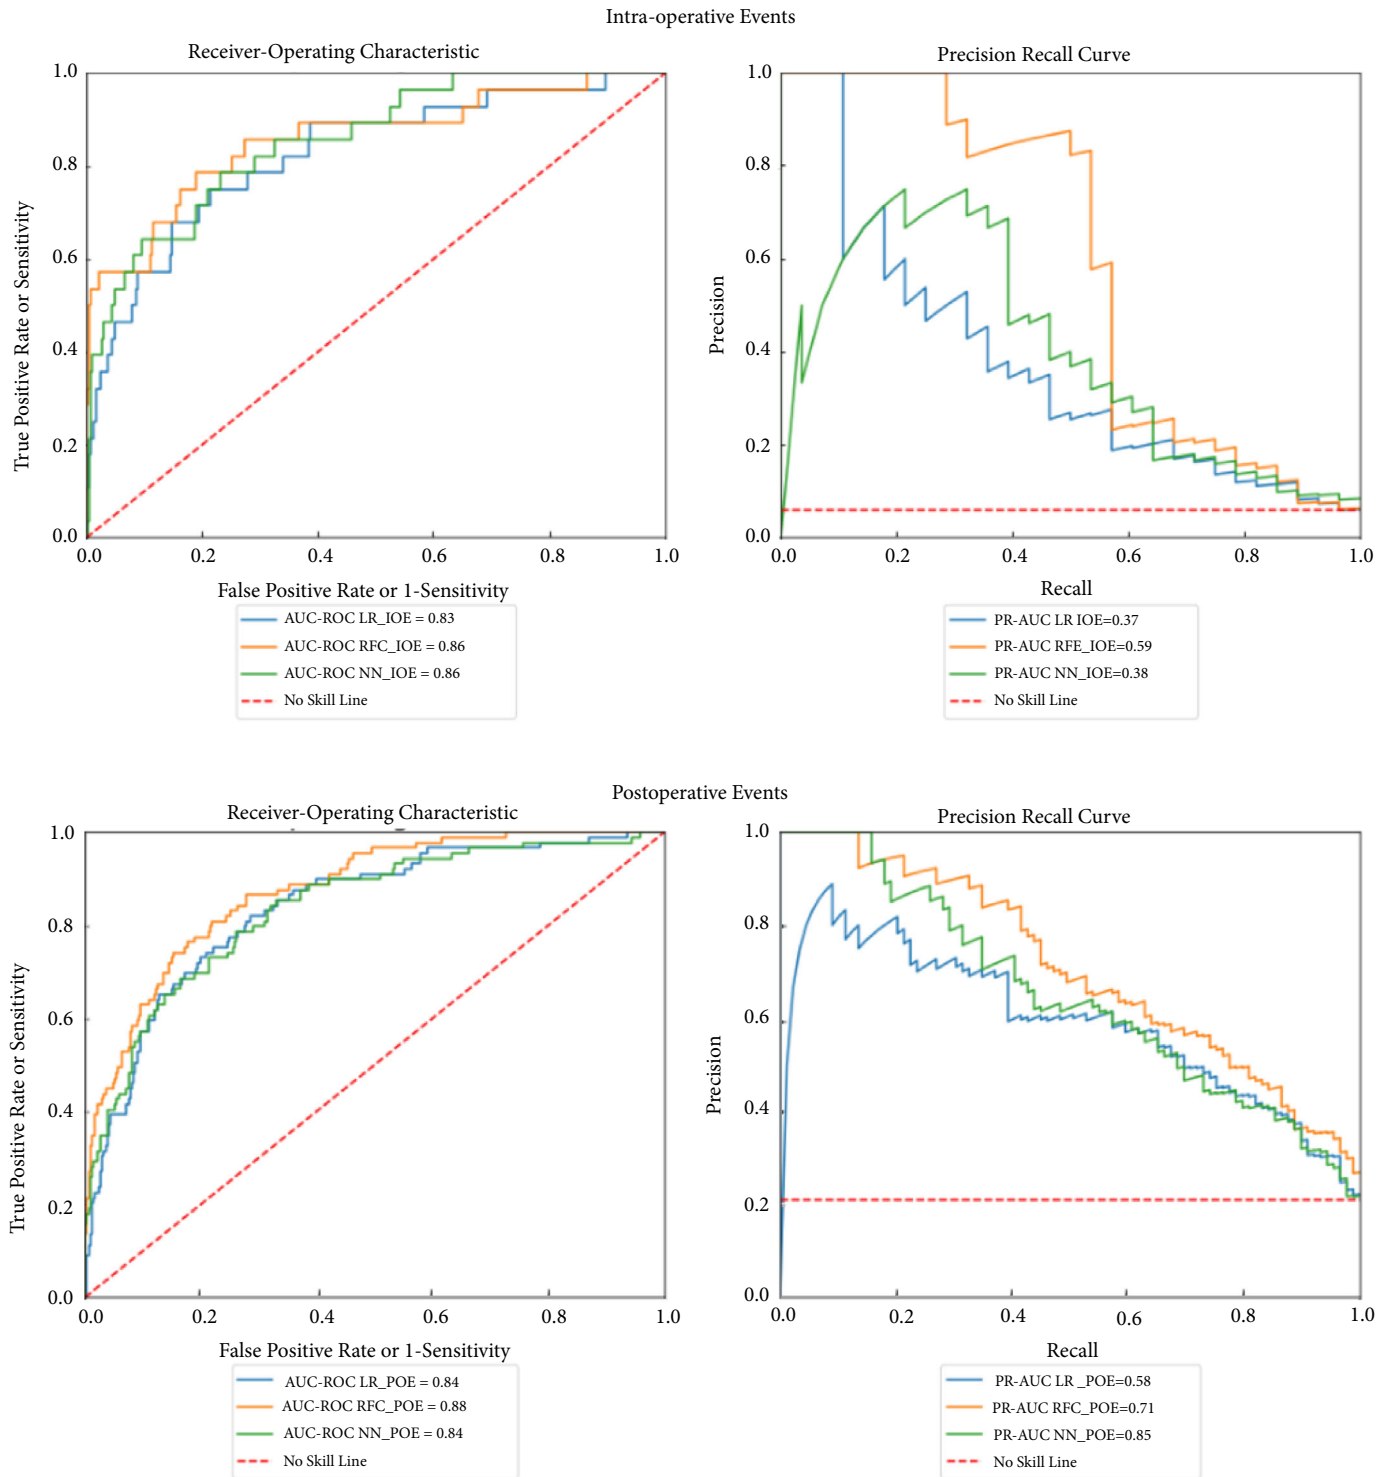 Intra-operative Events
Receiver-Operating Characteristic
1.0
0.8
0.6
0.4
0.2
0.0
True Positive Rate or Sensitivity
0.0 0.2 0.4 0.6 0.8 1.0
False Positive Rate or 1-Sensitivity
AUC-ROC LR_IOE = 0.83
AUC-ROC RFC_IOE = 0.86
AUC-ROC NN_IOE = 0.86
No Skill Line
Precision Recall Curve
1.0
0.8
0.6
0.4
0.2
0.0
Precision
0.0 0.2 0.4 0.6 0.8 1.0
Recall
PR-AUC LR IOE=0.37
PR-AUC RFE_IOE=0.59
PR-AUC NN_IOE=0.38
No Skill Line
Postoperative Events
Receiver-Operating Characteristic
1.0
0.8
0.6
0.4
0.2
0.0
True Positive Rate or Sensitivity
0.0 0.2 0.4 0.6 0.8 1.0
False Positive Rate or 1-Sensitivity
AUC-ROC LR_POE = 0.84
AUC-ROC RFC_POE = 0.88
AUC-ROC NN_POE = 0.84
No Skill Line
Precision Recall Curve
1.0
0.8
0.6
0.4
0.2
0.0
Precision
0.0 0.2 0.4 0.6 0.8 1.0
Recall
PR-AUC LR _POE=0.58
PR-AUC RFC_POE=0.71
PR-AUC NN_POE=0.85
No Skill Line